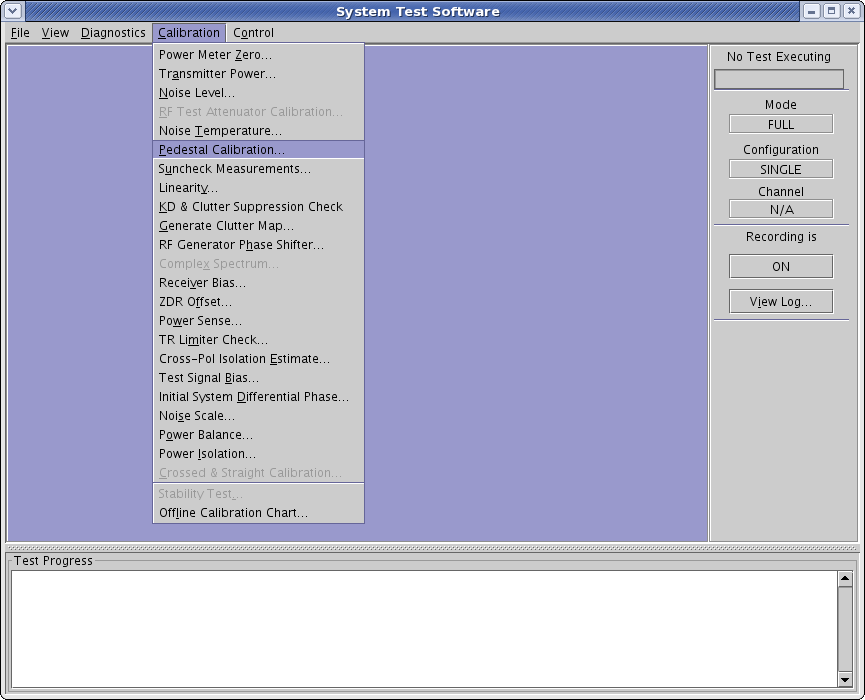 System Test Software
File View Diagnostics Calibration Control
Power Meter Zero...
Transmitter Power...
Noise Level...
RF Test Attenuator Calibration...
Noise Temperature...
Pedestal Calibration...
Suncheck Measurements...
Linearity...
KD & Clutter Suppression Check
Generate Clutter Map...
RF Generator Phase Shifter...
Complex Spectrum...
Receiver Bias...
ZDR Offset...
Power Sense...
TR Limiter Check...
Cross-Pol Isolation Estimate...
Test Signal Bias...
Initial System Differential Phase...
Noise Scale...
Power Balance...
Power Isolation...
Crossed & Straight Calibration...
Stability Test...
Offline Calibration Chart...
No Test Executing
Mode
FULL
Configuration
SINGLE
Channel
N/A
Recording is
ON
View Log...
Test Progress